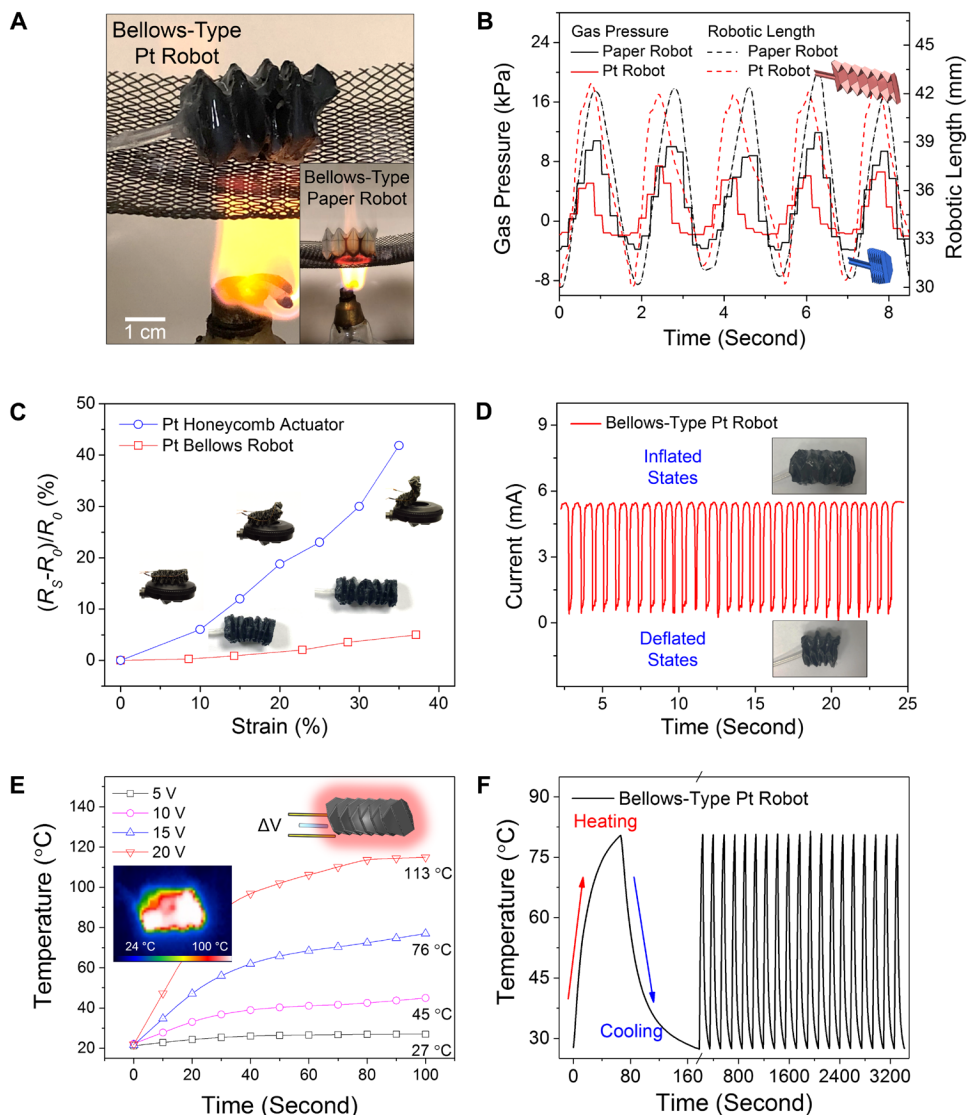 A
Bellows-Type
Pt Robot
Bellows-Type
Paper Robot
1 cm
B
Gas Pressure Robotic Length
Paper Robot Paper Robot
Pt Robot Pt Robot
Gas Pressure (kPa)
24
16
8
0
-8
Robotic Length (mm)
45
42
39
36
33
30
0 2 4 6 8
Time (Second)
C
Pt Honeycomb Actuator
Pt Bellows Robot
(RS-R0)/R0 (%)
50
40
30
20
10
0
0 10 20 30 40
Strain (%)
D
Bellows-Type Pt Robot
Inflated
States
Deflated
States
Current (mA)
9
6
3
0
5 10 15 20 25
Time (Second)
E
5 V
10 V
15 V
20 V
ΔV
24 °C 100 °C
113 °C
76 °C
45 °C
27 °C
Temperature (°C)
140
120
100
80
60
40
20
0 20 40 60 80 100
Time (Second)
F
Bellows-Type Pt Robot
Heating
Cooling
Temperature (°C)
90
75
60
45
30
0 80 160 800 1600 2400 3200
Time (Second)